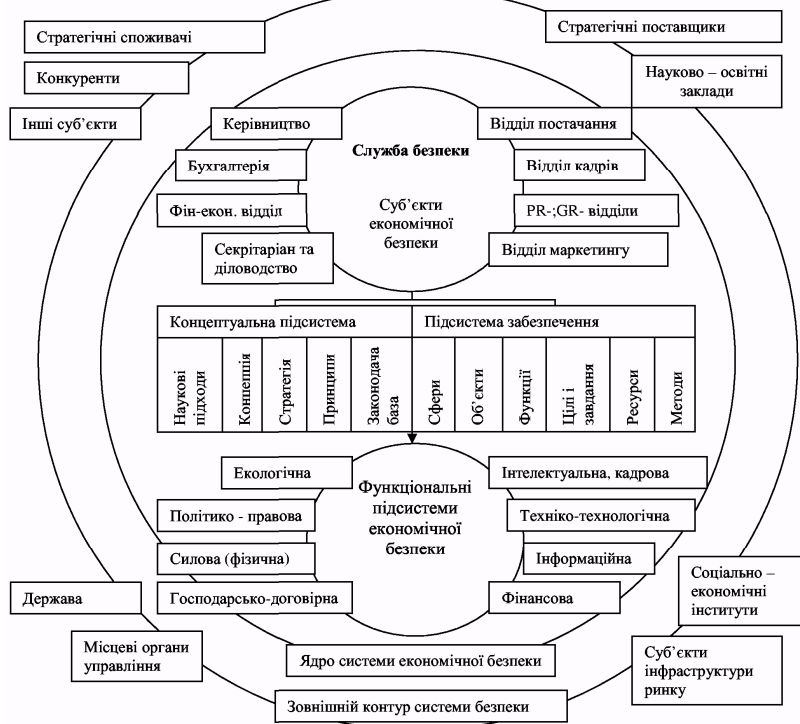 Стратегічні споживачі
Стратегічні поставщики
Конкуренти
Науково – освітні
заклади
Інші суб’єкти
Керівництво
Відділ постачання
Служба безпеки
Бухгалтерія
Відділ кадрів
Суб’єкти
економічної
безпеки
Фін-екон. відділ
PR-;GR- відділи
Секрітаріан та
діловодство
Відділ маркетингу
Концептуальна підсистема
Підсистема забезпечення
Наукові
підходи
Концепція
Стратегія
Принципи
Законодача
база
Сфери
Об’єкти
Функції
Цілі і
завдання
Ресурси
Методи
Екологічна
Інтелектуальна, кадрова
Функціональні
підсистеми
економічної
безпеки
Політико - правова
Техніко-технологічна
Силова (фізична)
Інформаційна
Господарсько-договірна
Фінансова
Держава
Соціально –
економічні
інститути
Місцеві органи
управління
Ядро системи економічної безпеки
Суб’єкти
інфраструктури
ринку
Зовнішній контур системи безпеки